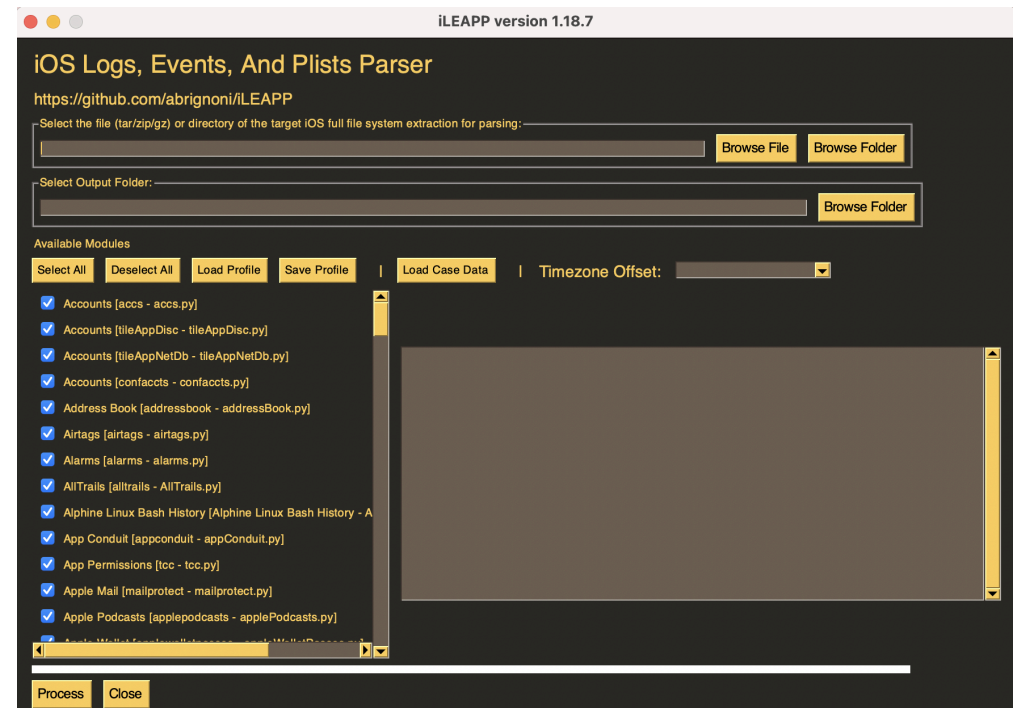 iLEAPP version 1.18.7
iOS Logs, Events, And Plists Parser
https://github.com/abrignoni/iLEAPP
Select the file (tar/zip/gz) or directory of the target iOS full file system extraction for parsing:
Browse File Browse Folder
Select Output Folder:
Browse Folder
Available Modules
Select All Deselect All Load Profile Save Profile | Load Case Data | Timezone Offset:
Accounts [accs - accs.py]
Accounts [tileAppDisc - tileAppDisc.py]
Accounts [tileAppNetDb - tileAppNetDb.py]
Accounts [confaccts - confaccts.py]
Address Book [addressbook - addressBook.py]
Airtags [airtags - airtags.py]
Alarms [alarms - alarms.py]
AllTrails [alltrails - AllTrails.py]
Alphine Linux Bash History [Alphine Linux Bash History - A
App Conduit [appconduit - appConduit.py]
App Permissions [tcc - tcc.py]
Apple Mail [mailprotect - mailprotect.py]
Apple Podcasts [applepodcasts - applePodcasts.py]
Apple Wallet [applewalletpasses - appleWalletPasses.py]
Process Close